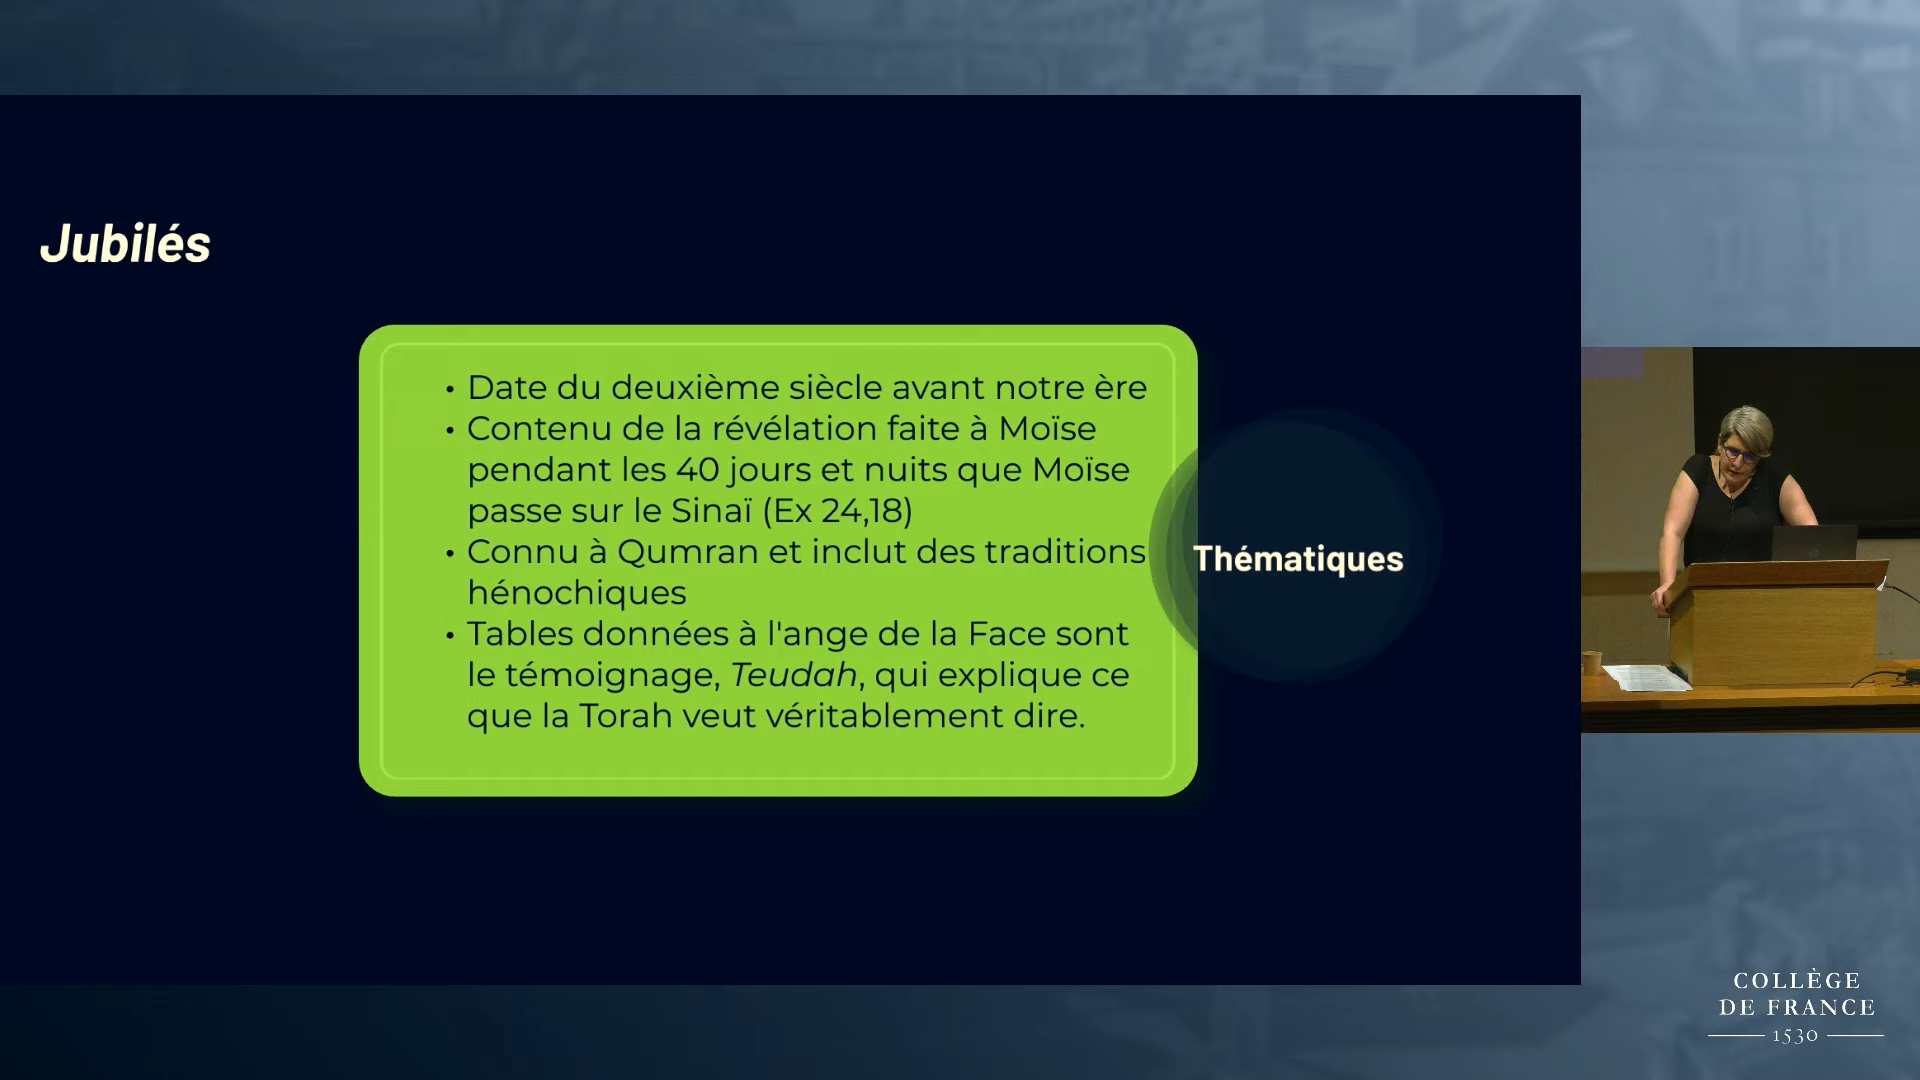 Jubilés
• Date du deuxième siècle avant notre ère
• Contenu de la révélation faite à Moïse
pendant les 40 jours et nuits que Moïse
passe sur le Sinaï (Ex 24,18)
• Connu à Qumran et inclut des traditions
hénochiques
• Tables données à l'ange de la Face sont
le témoignage, Teudah, qui explique ce
que la Torah veut véritablement dire.
Thématiques
COLLÈGE
DE FRANCE
1530